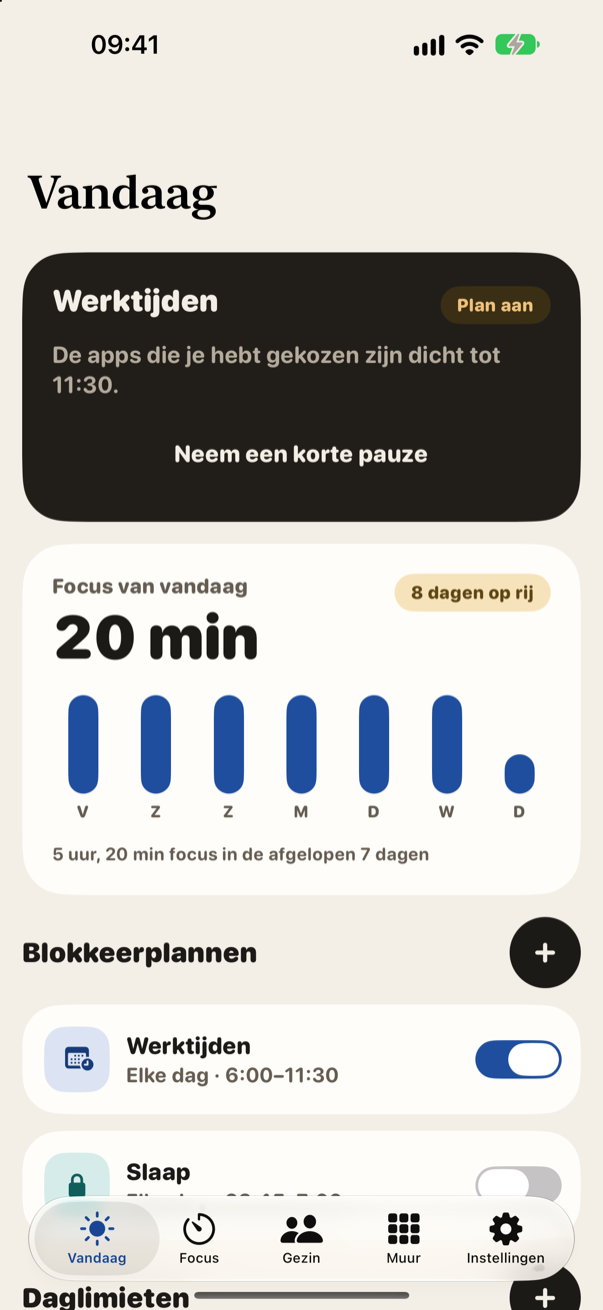 09:41
Vandaag
Werktijden
Plan aan
De apps die je hebt gekozen zijn dicht tot
11:30.
Neem een korte pauze
Focus van vandaag
8 dagen op rij
20 min
V Z Z M D W D
5 uur, 20 min focus in de afgelopen 7 dagen
Blokkeerplannen
+
Werktijden
Elke dag · 6:00–11:30
Slaap
Vandaag
Focus
Gezin
Muur
Instellingen
Daglimieten
+